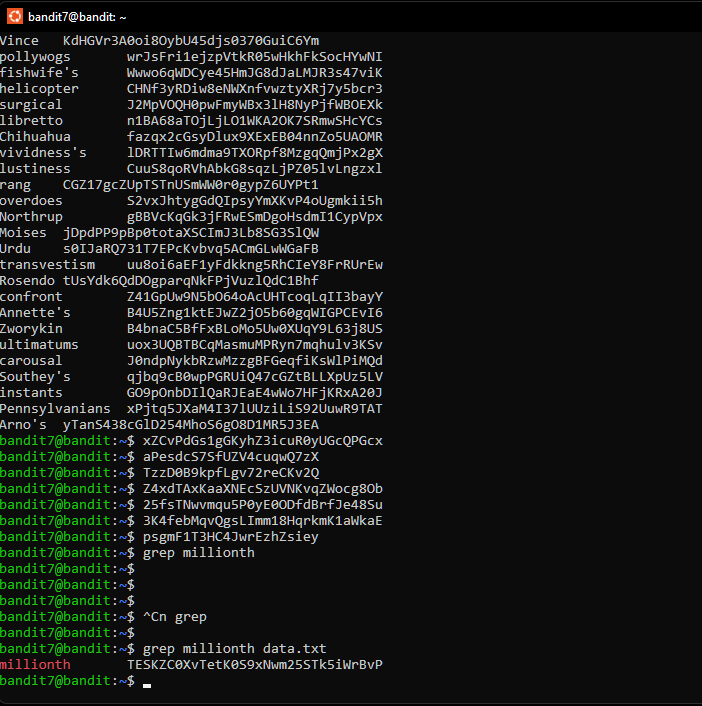 bandit7@bandit: ~
Vince KdHGVr3A0oi8OybU45djs0370GuiC6Ym
pollywogs wrJsFri1ejzpVtkR05wHkhFkSocHYwNI
fishwife's Wwwo6qWDCye45HmJG8dJaLMJR3s47viK
helicopter CHNf3yRDiw8eNWXnfvwztyXRj7y5bcr3
surgical J2MpVOQH0pwFmyWBx3lH8NyPjfWBOEXk
libretto n1BA68aTOjLjLO1WKA2OK7SRmwSHcYCs
Chihuahua fazqx2cGsyDlux9XExEB04nnZo5UAOMR
vividness's lDRTTIw6mdma9TXORpf8MzgqQmjPx2gX
lustiness CuuS8qoRVhAbkG8sqzLjPZ05lvLngzxl
rang CGZ17gcZUpTSTnUSmWW0r0gypZ6UYPt1
overdoes S2vxJhtygGdQIpsyYmXKvP4oUgmkii5h
Northrup gBBVcKqGk3jFRwESmDgoHsdmI1CypVpx
Moises jDpdPP9pBp0totaXSCImJ3Lb8SG3SlQW
Urdu s0IJaRQ731T7EPcKvbvq5ACmGLwWGaFB
transvestism uu8oi6aEF1yFdkkng5RhCIeY8FrRUrEw
Rosendo tUsYdk6QdDOgparqNkFPjVuzlQdC1Bhf
confront Z41GpUw9N5bO64oAcUHTcoqLqII3bayY
Annette's B4U5Zng1ktEJwZ2jO5b60gqWIGPCEvI6
Zworykin B4bnaC5BfFxBLoMo5Uw0XUqY9L63j8US
ultimatums uox3UQBTBCqMasmuMPRyn7mqhulv3KSv
carousal J0ndpNykbRzwMzzgBFGeqfiKsWlPiMQd
Southey's qjbq9cB0wpPGRUiQ47cGZtBLLXpUz5LV
instants GO9pOnbDIlQaRJEaE4wWo7HFjKRxA20J
Pennsylvanians xPjtq5JXaM4I37lUUziLiS92UuwR9TAT
Arno's yTanS438cGlD254MhoS6gO8D1MR5J3EA
bandit7@bandit:~$ xZCvPdGs1gGKyhZ3icuR0yUGcQPGcx
bandit7@bandit:~$ aPesdcS7SfUZV4cuqwQ7zX
bandit7@bandit:~$ TzzD0B9kpfLgv72reCKv2Q
bandit7@bandit:~$ Z4xdTAxKaaXNEcSzUVNKvqZWocg8Ob
bandit7@bandit:~$ 25fsTNwvmqu5P0yE0ODfdBrfJe48Su
bandit7@bandit:~$ 3K4febMqvQgsLImm18HqrkmK1aWkaE
bandit7@bandit:~$ psgmF1T3HC4JwrEzhZsiey
bandit7@bandit:~$ grep millionth
bandit7@bandit:~$
bandit7@bandit:~$
bandit7@bandit:~$
bandit7@bandit:~$ ^Cn grep
bandit7@bandit:~$
bandit7@bandit:~$ grep millionth data.txt
millionth TESKZC0XvTetK0S9xNwm25STk5iWrBvP
bandit7@bandit:~$